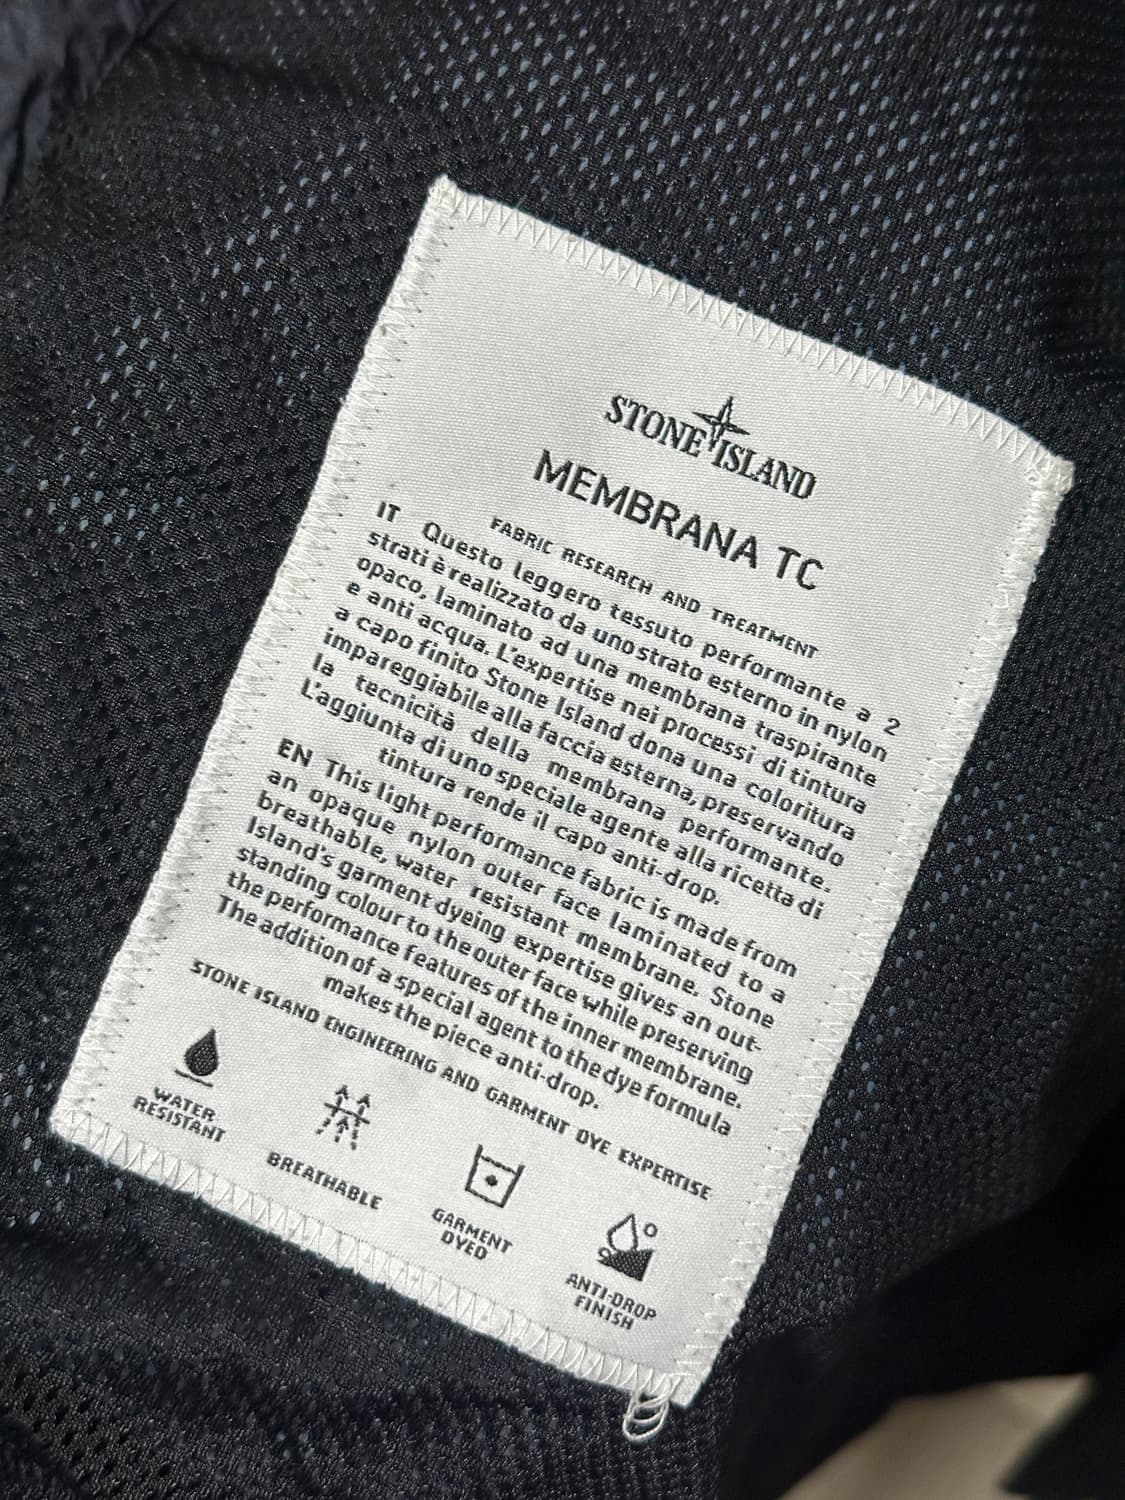 STONE ISLAND
MEMBRANA TC
FABRIC RESEARCH AND TREATMENT
IT Questo leggero tessuto performante a 2
strati è realizzato da uno strato esterno in nylon
opaco, laminato ad una membrana traspirante
e anti acqua. L'expertise nei processi di tintura
a capo finito Stone Island dona una coloritura
impareggiabile alla faccia esterna, preservando
la tecnicità della membrana performante.
L'aggiunta di uno speciale agente alla ricetta di
tintura rende il capo anti-drop.
EN This light performance fabric is made from
an opaque nylon outer face laminated to a
breathable, water resistant membrane. Stone
Island's garment dyeing expertise gives an out-
standing colour to the outer face while preserving
the performance features of the inner membrane.
The addition of a special agent to the dye formula
makes the piece anti-drop.
STONE ISLAND ENGINEERING AND GARMENT DYE EXPERTISE
WATER
RESISTANT
BREATHABLE
GARMENT
DYED
ANTI-DROP
FINISH